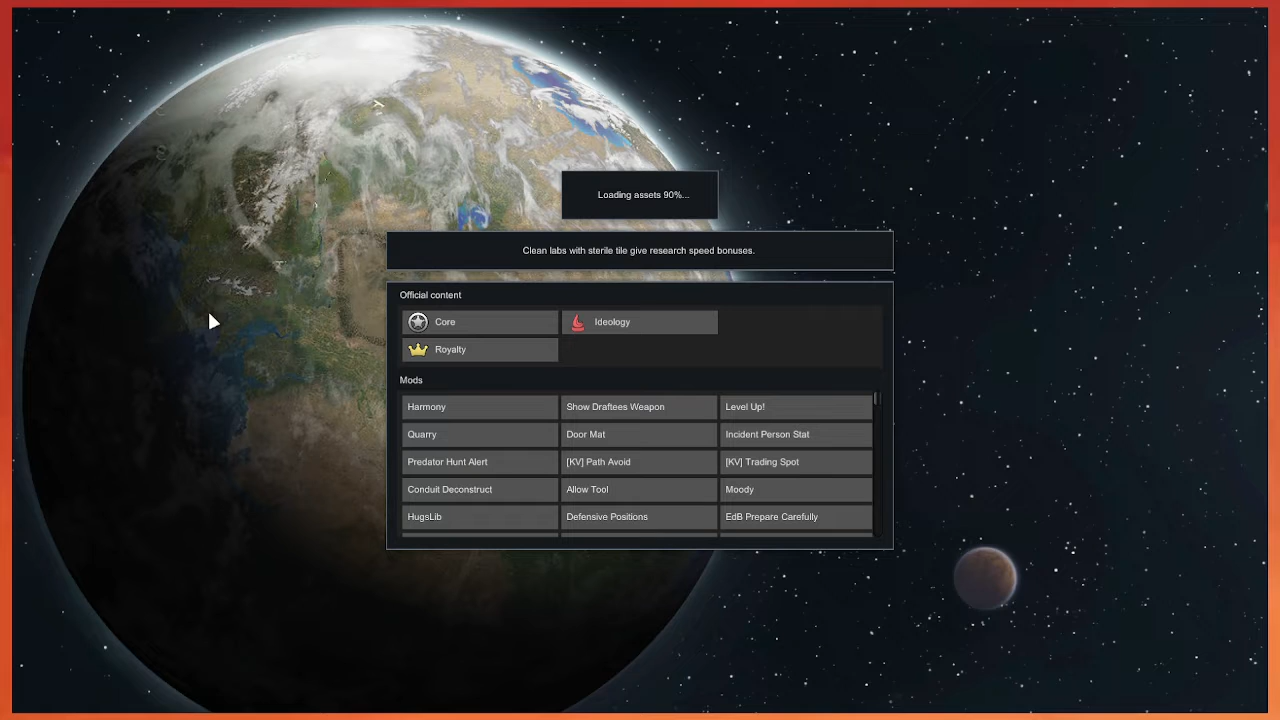 Loading assets 90%...
Clean labs with sterile tile give research speed bonuses.
Official content
Core
Ideology
Royalty
Mods
Harmony
Show Draftees Weapon
Level Up!
Quarry
Door Mat
Incident Person Stat
Predator Hunt Alert
[KV] Path Avoid
[KV] Trading Spot
Conduit Deconstruct
Allow Tool
Moody
HugsLib
Defensive Positions
EdB Prepare Carefully